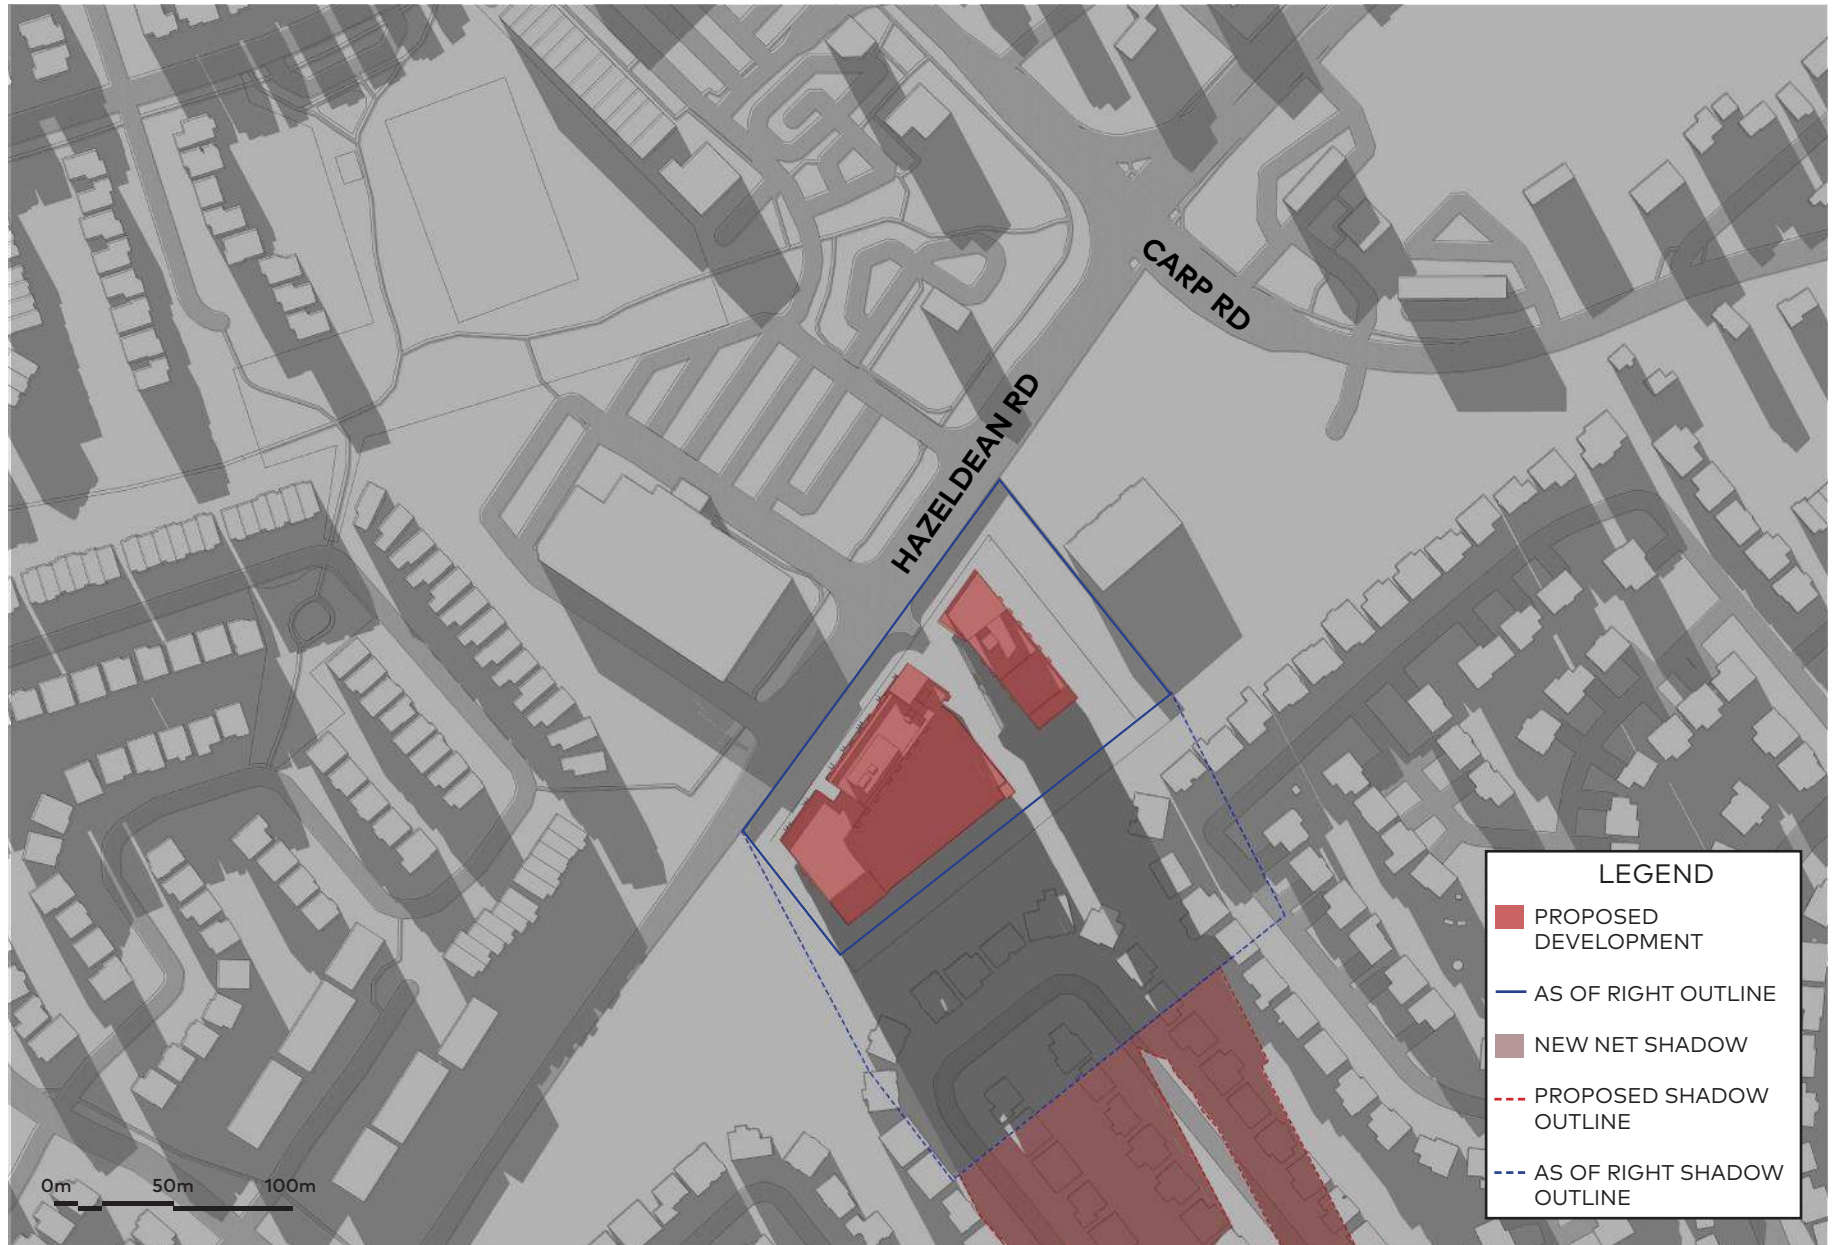 CARP RD
HAZELDEAN RD
LEGEND
PROPOSED
DEVELOPMENT
AS OF RIGHT OUTLINE
NEW NET SHADOW
PROPOSED SHADOW
OUTLINE
AS OF RIGHT SHADOW
OUTLINE
0m 50m 100m